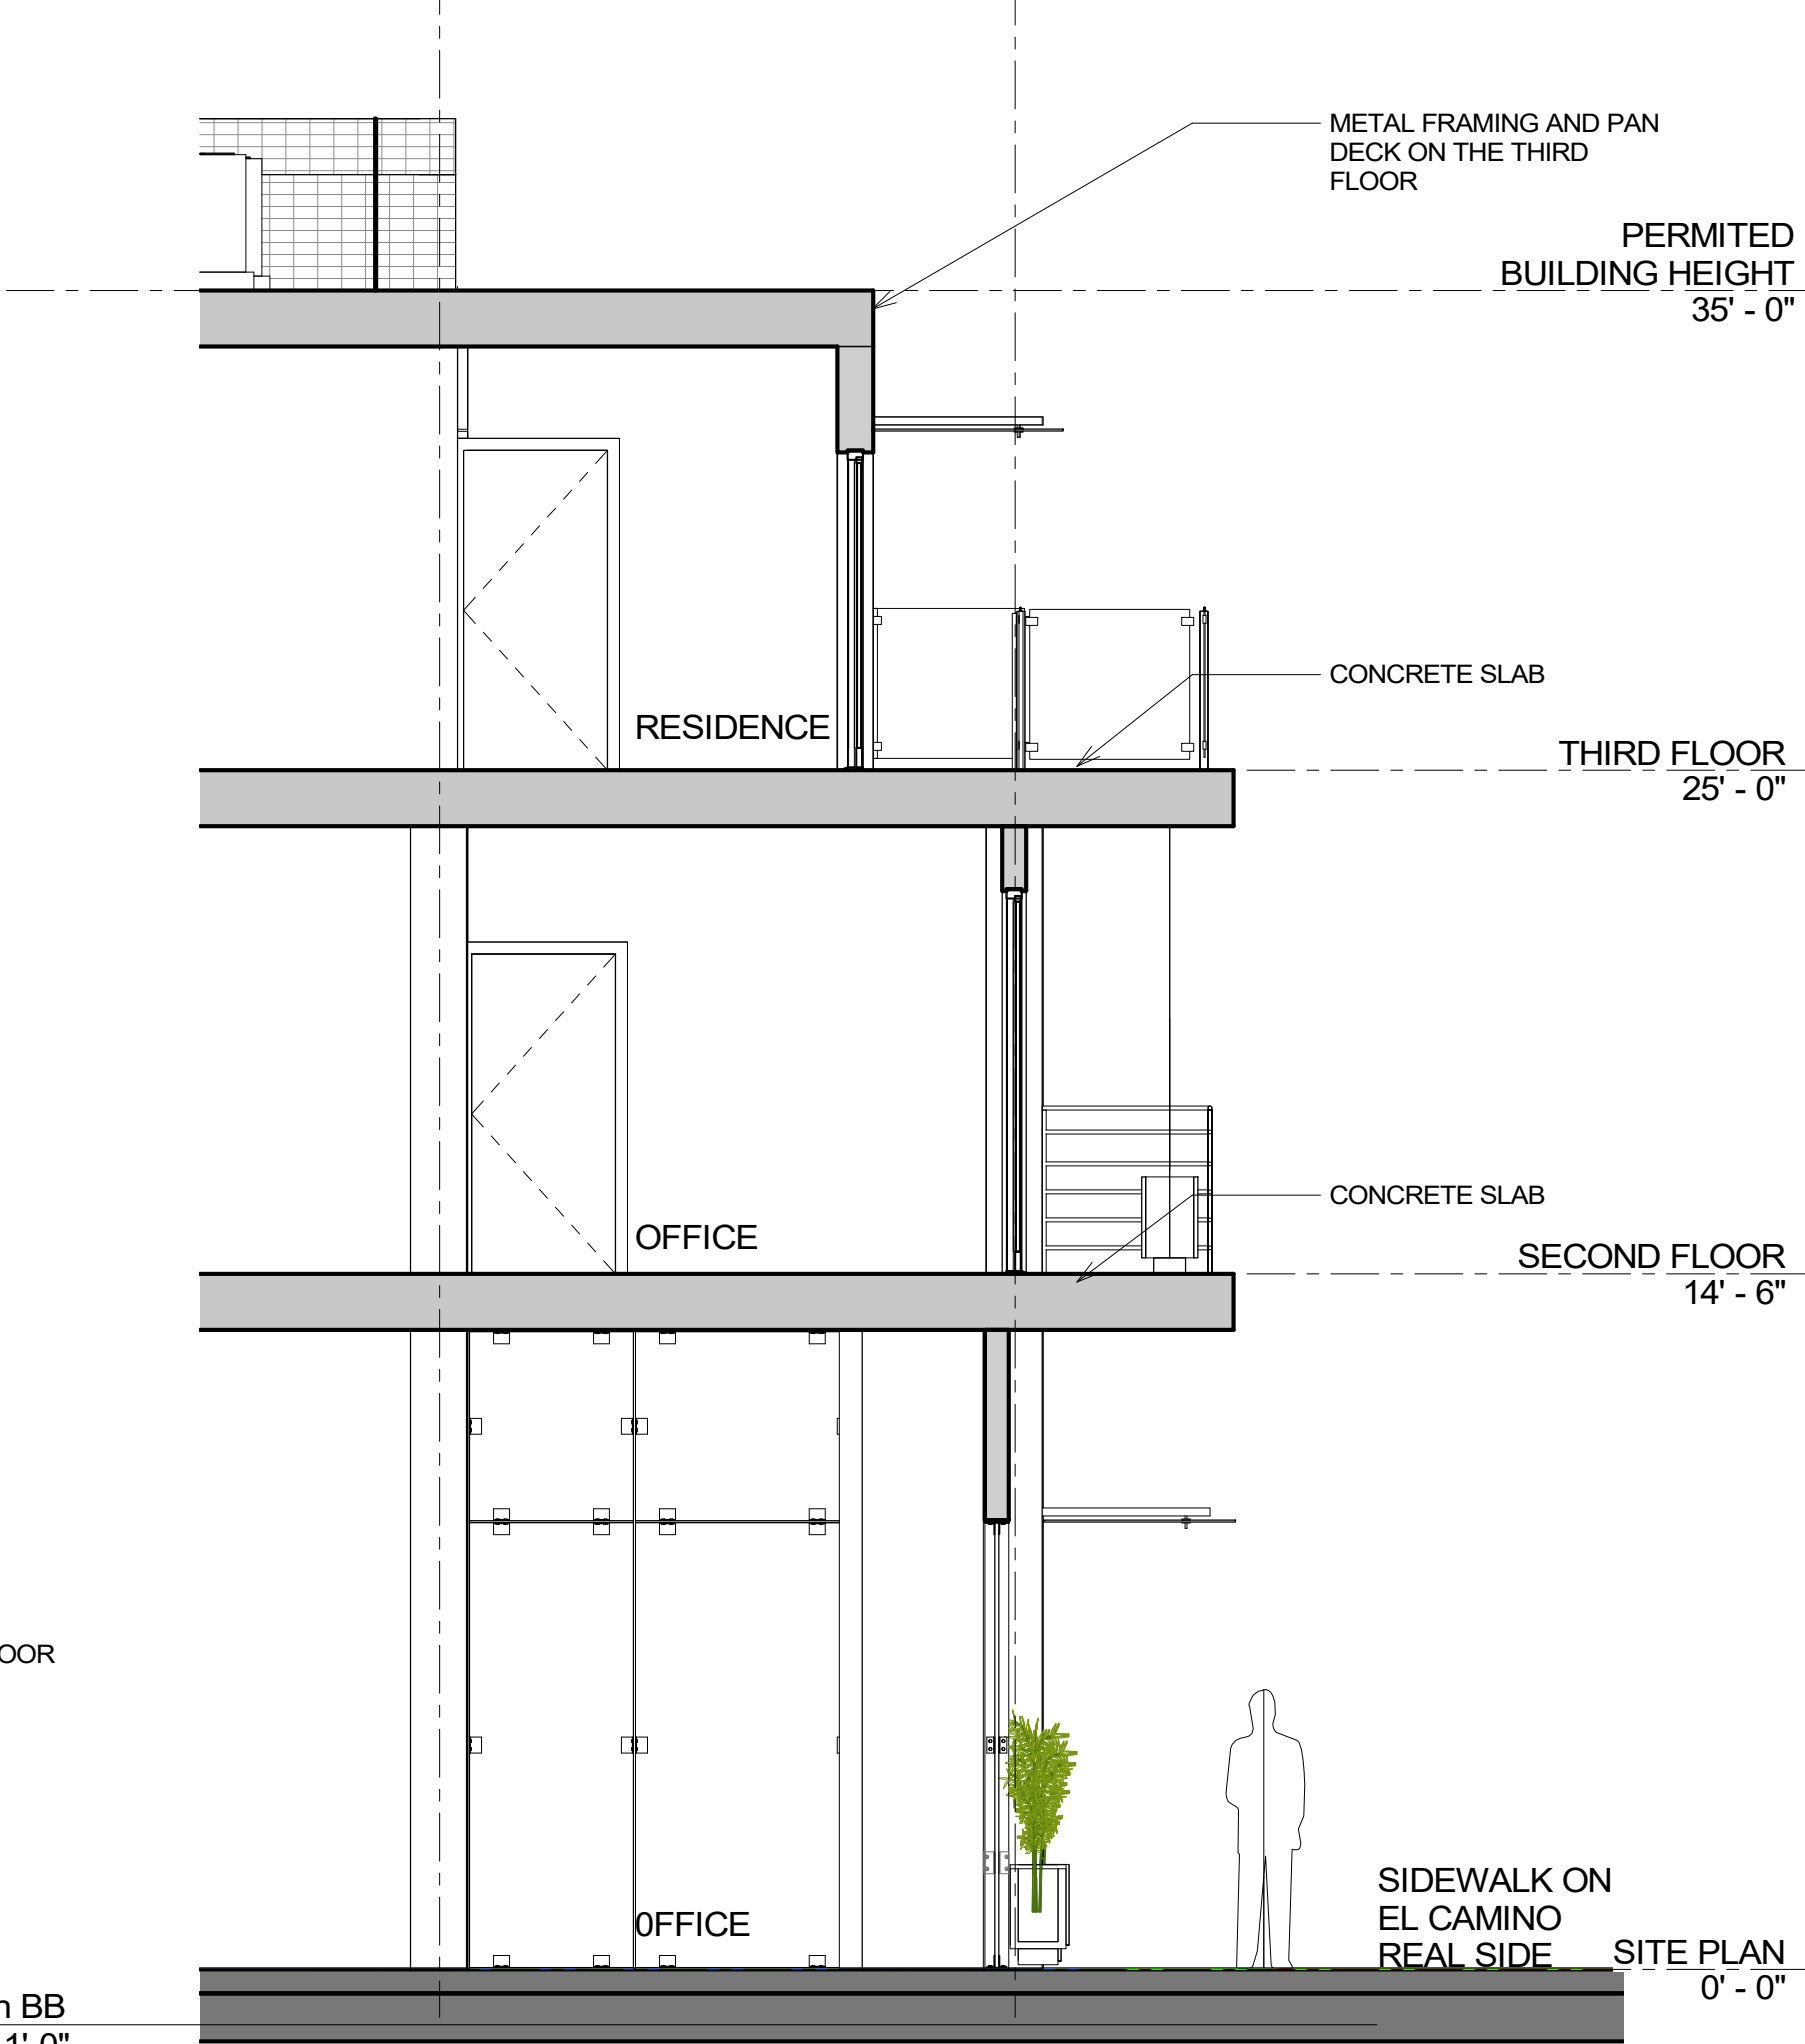 METAL FRAMING AND PAN
DECK ON THE THIRD
FLOOR
PERMITED
BUILDING HEIGHT
35' - 0"
CONCRETE SLAB
RESIDENCE
THIRD FLOOR
25' - 0"
CONCRETE SLAB
OFFICE
SECOND FLOOR
14' - 6"
OOR
SIDEWALK ON
EL CAMINO
REAL SIDE
0FFICE
SITE PLAN
0' - 0"
n BB
1' 0"